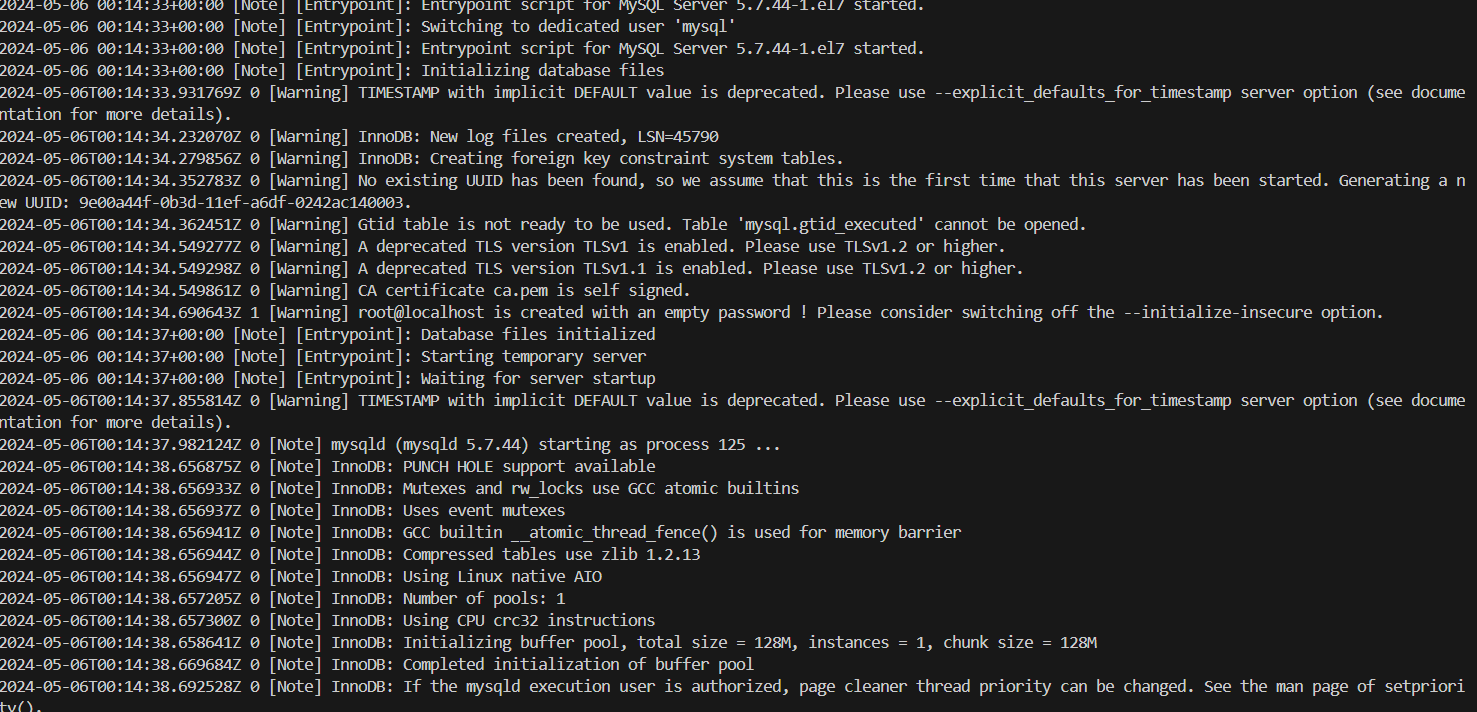 2024-05-06 00:14:33+00:00 [Note] [Entrypoint]: Entrypoint script for MySQL Server 5.7.44-1.el7 started.
2024-05-06 00:14:33+00:00 [Note] [Entrypoint]: Switching to dedicated user 'mysql'
2024-05-06 00:14:33+00:00 [Note] [Entrypoint]: Entrypoint script for MySQL Server 5.7.44-1.el7 started.
2024-05-06 00:14:33+00:00 [Note] [Entrypoint]: Initializing database files
2024-05-06T00:14:33.931769Z 0 [Warning] TIMESTAMP with implicit DEFAULT value is deprecated. Please use --explicit_defaults_for_timestamp server option (see docume
ntation for more details).
2024-05-06T00:14:34.232070Z 0 [Warning] InnoDB: New log files created, LSN=45790
2024-05-06T00:14:34.279856Z 0 [Warning] InnoDB: Creating foreign key constraint system tables.
2024-05-06T00:14:34.352783Z 0 [Warning] No existing UUID has been found, so we assume that this is the first time that this server has been started. Generating a n
ew UUID: 9e00a44f-0b3d-11ef-a6df-0242ac140003.
2024-05-06T00:14:34.362451Z 0 [Warning] Gtid table is not ready to be used. Table 'mysql.gtid_executed' cannot be opened.
2024-05-06T00:14:34.549277Z 0 [Warning] A deprecated TLS version TLSv1 is enabled. Please use TLSv1.2 or higher.
2024-05-06T00:14:34.549298Z 0 [Warning] A deprecated TLS version TLSv1.1 is enabled. Please use TLSv1.2 or higher.
2024-05-06T00:14:34.549861Z 0 [Warning] CA certificate ca.pem is self signed.
2024-05-06T00:14:34.690643Z 1 [Warning] root@localhost is created with an empty password ! Please consider switching off the --initialize-insecure option.
2024-05-06 00:14:37+00:00 [Note] [Entrypoint]: Database files initialized
2024-05-06 00:14:37+00:00 [Note] [Entrypoint]: Starting temporary server
2024-05-06 00:14:37+00:00 [Note] [Entrypoint]: Waiting for server startup
2024-05-06T00:14:37.855814Z 0 [Warning] TIMESTAMP with implicit DEFAULT value is deprecated. Please use --explicit_defaults_for_timestamp server option (see docume
ntation for more details).
2024-05-06T00:14:37.982124Z 0 [Note] mysqld (mysqld 5.7.44) starting as process 125 ...
2024-05-06T00:14:38.656875Z 0 [Note] InnoDB: PUNCH HOLE support available
2024-05-06T00:14:38.656933Z 0 [Note] InnoDB: Mutexes and rw_locks use GCC atomic builtins
2024-05-06T00:14:38.656937Z 0 [Note] InnoDB: Uses event mutexes
2024-05-06T00:14:38.656941Z 0 [Note] InnoDB: GCC builtin __atomic_thread_fence() is used for memory barrier
2024-05-06T00:14:38.656944Z 0 [Note] InnoDB: Compressed tables use zlib 1.2.13
2024-05-06T00:14:38.656947Z 0 [Note] InnoDB: Using Linux native AIO
2024-05-06T00:14:38.657205Z 0 [Note] InnoDB: Number of pools: 1
2024-05-06T00:14:38.657300Z 0 [Note] InnoDB: Using CPU crc32 instructions
2024-05-06T00:14:38.658641Z 0 [Note] InnoDB: Initializing buffer pool, total size = 128M, instances = 1, chunk size = 128M
2024-05-06T00:14:38.669684Z 0 [Note] InnoDB: Completed initialization of buffer pool
2024-05-06T00:14:38.692528Z 0 [Note] InnoDB: If the mysqld execution user is authorized, page cleaner thread priority can be changed. See the man page of setpriori
ty().